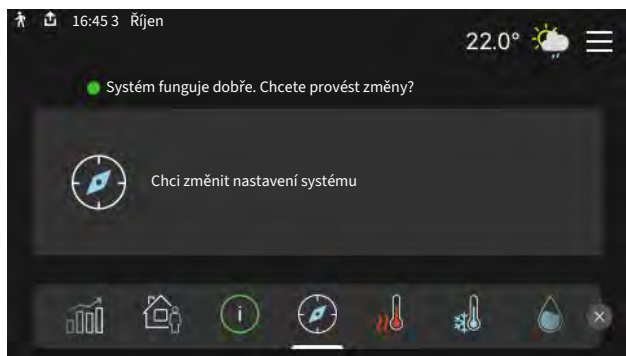 16:45 3 Říjen
22.0°
Systém funguje dobře. Chcete provést změny?
Chci změnit nastavení systému
i